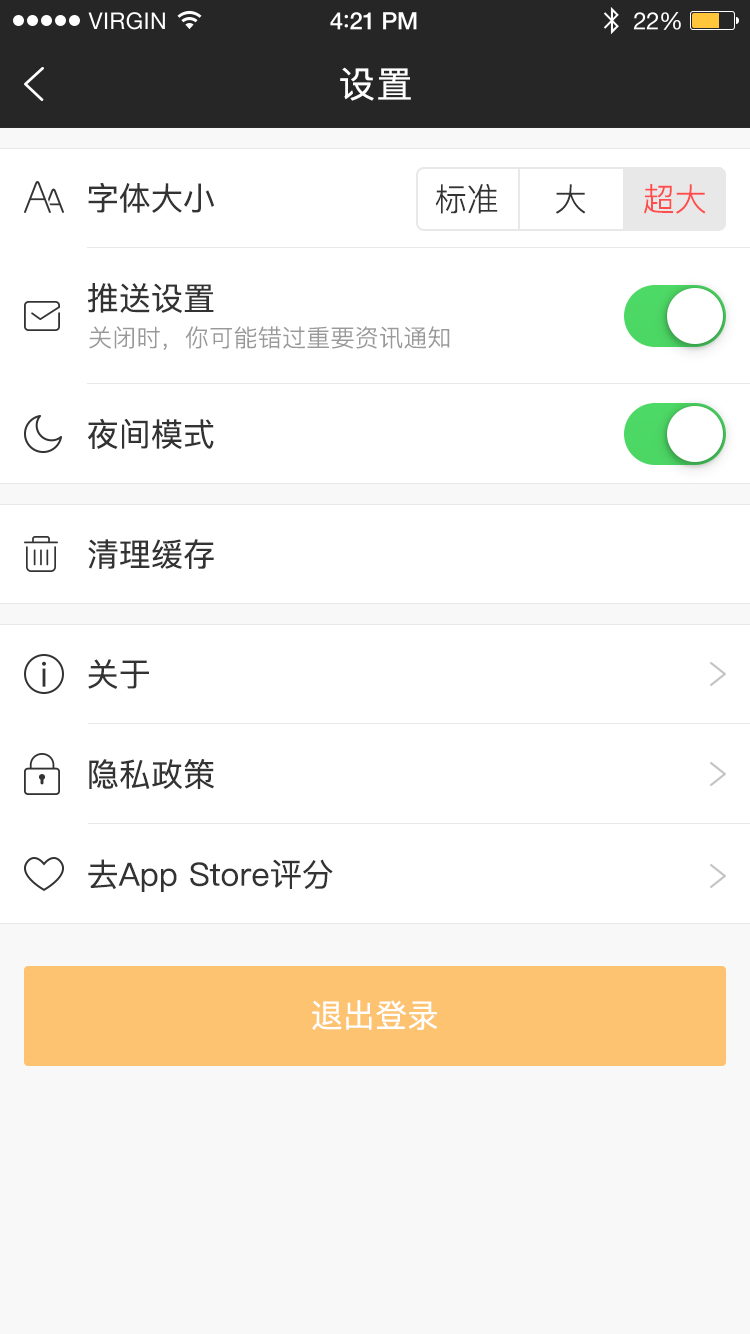 VIRGIN 4:21 PM 22%
设置
字体大小 标准 大 超大
推送设置
关闭时，你可能错过重要资讯通知
夜间模式
清理缓存
关于
隐私政策
去App Store评分
退出登录